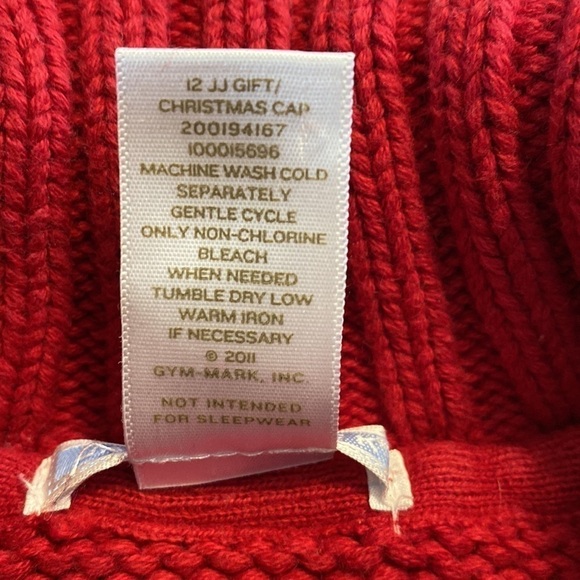 12 JJ GIFT/
CHRISTMAS CAP
200194167
100015696
MACHINE WASH COLD
SEPARATELY
GENTLE CYCLE
ONLY NON-CHLORINE
BLEACH
WHEN NEEDED
TUMBLE DRY LOW
WARM IRON
IF NECESSARY
© 2011
GYM-MARK, INC.
NOT INTENDED
FOR SLEEPWEAR